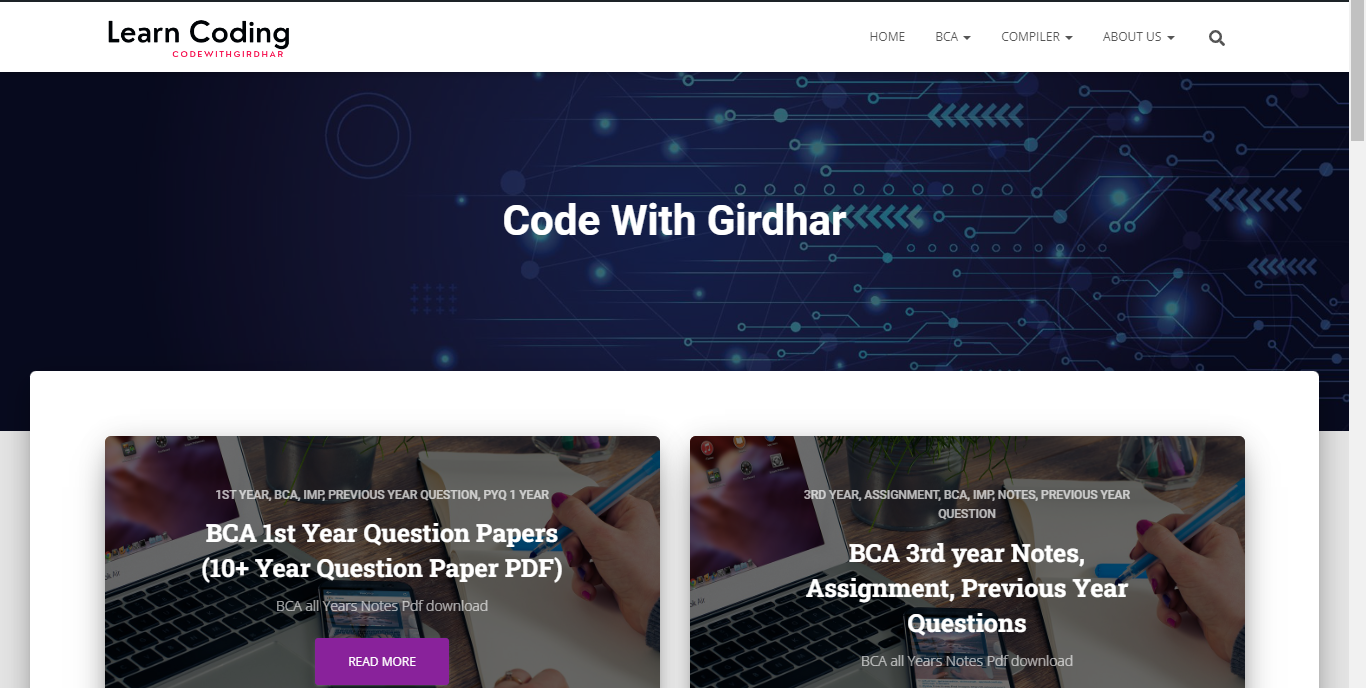 Learn Coding
CODEWITHGIRDHAR
HOME
BCA
COMPILER
ABOUT US
Code With Girdhar
1ST YEAR, BCA, IMP, PREVIOUS YEAR QUESTION, PYQ 1 YEAR
BCA 1st Year Question Papers
(10+ Year Question Paper PDF)
BCA all Years Notes Pdf download
READ MORE
3RD YEAR, ASSIGNMENT, BCA, IMP, NOTES, PREVIOUS YEAR
QUESTION
BCA 3rd year Notes,
Assignment, Previous Year
Questions
BCA all Years Notes Pdf download